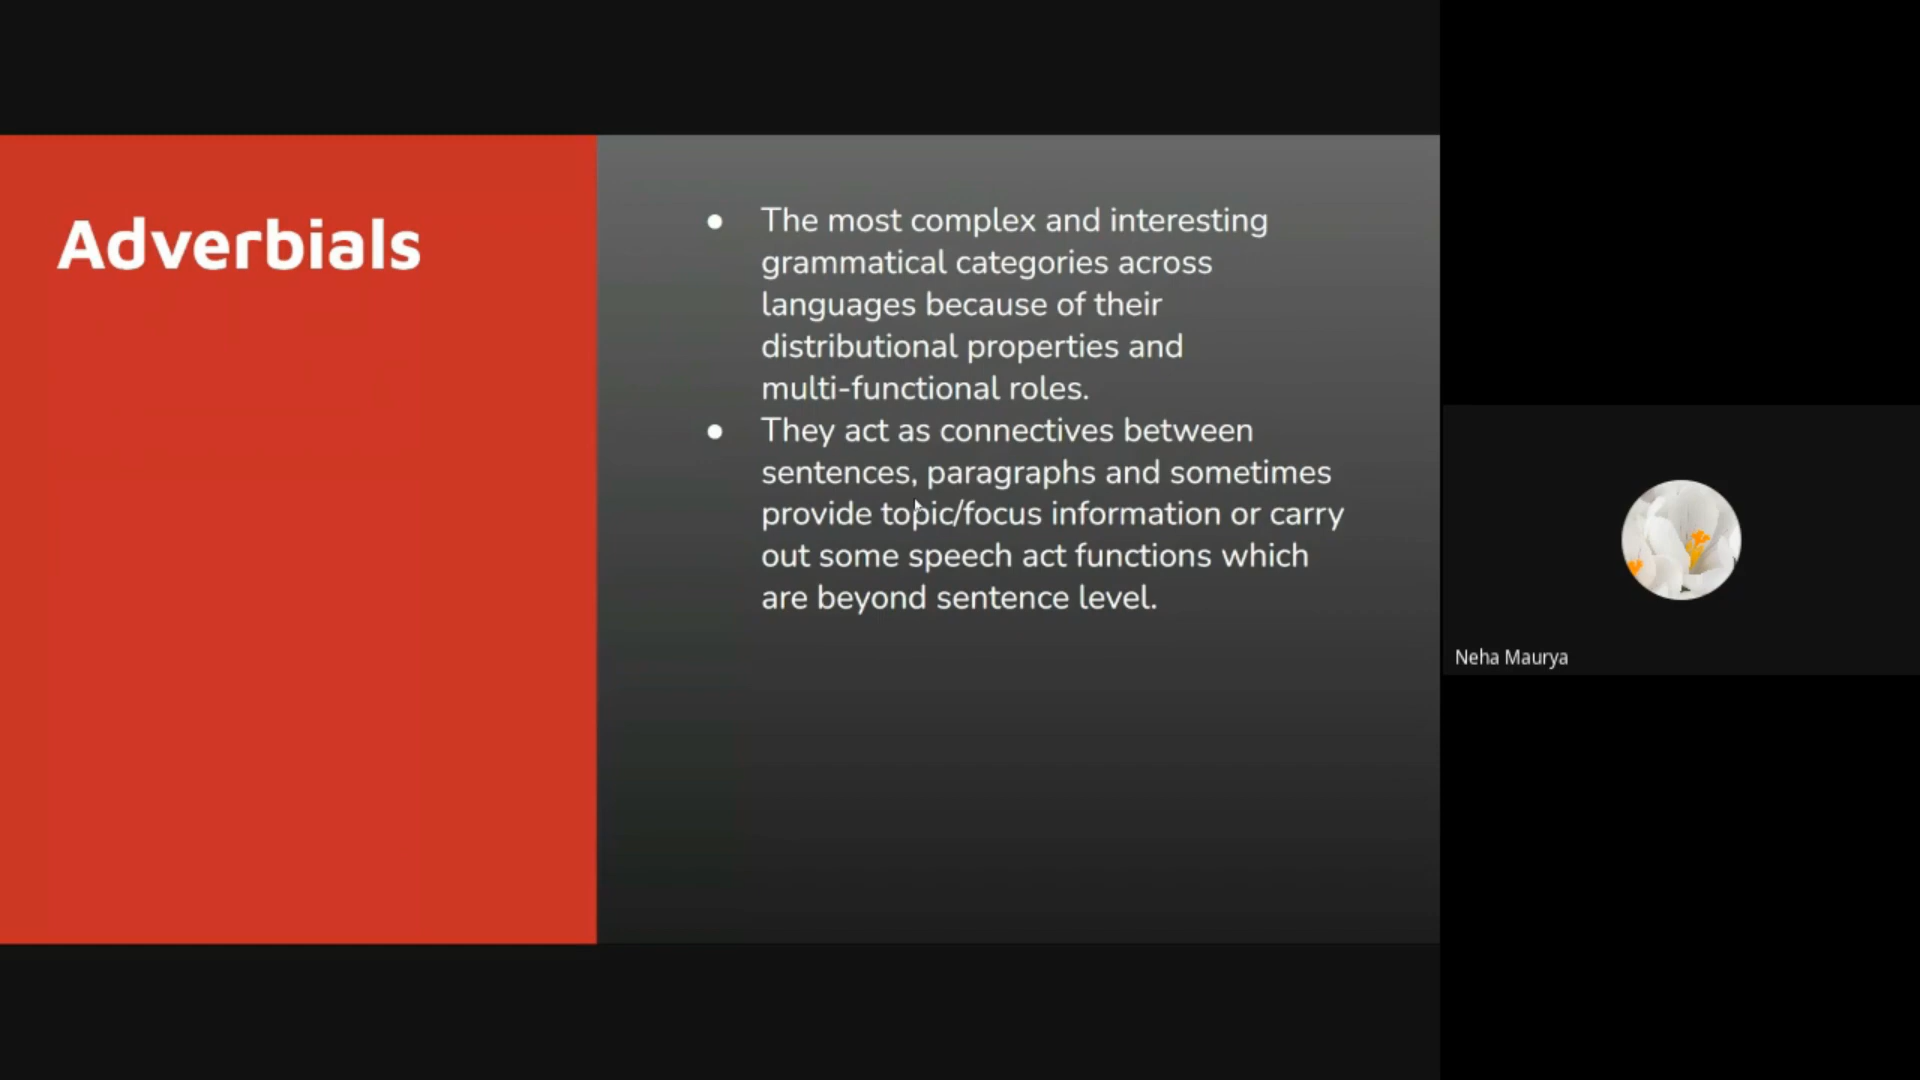 Adverbials
● The most complex and interesting
grammatical categories across
languages because of their
distributional properties and
multi-functional roles.
● They act as connectives between
sentences, paragraphs and sometimes
provide topic/focus information or carry
out some speech act functions which
are beyond sentence level.
Neha Maurya